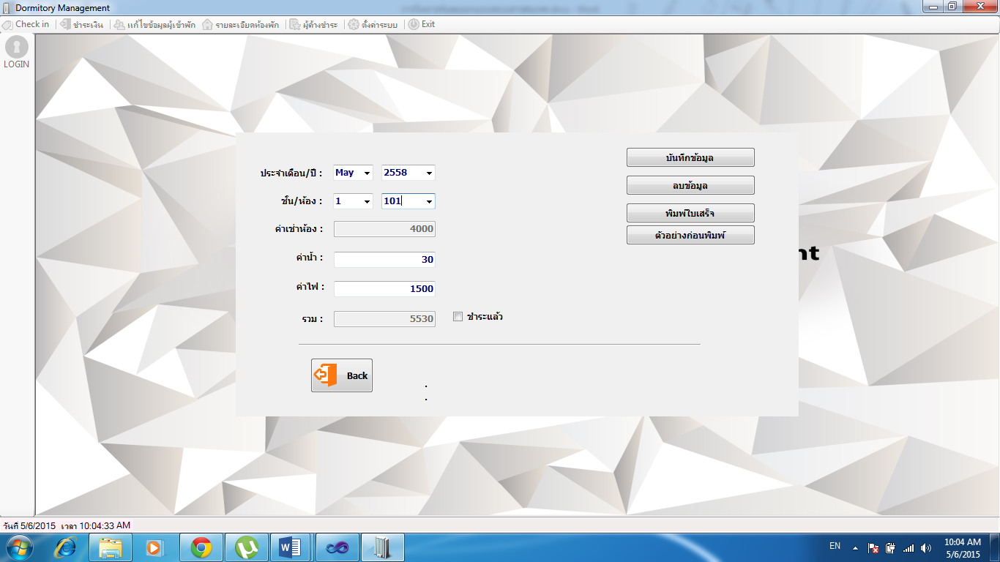 Dormitory Management
Check in ชำระเงิน แก้ไขข้อมูลผู้เข้าพัก รายละเอียดห้องพัก ผู้ค้างชำระ ตั้งค่าระบบ Exit
LOGIN
ประจำเดือน/ปี : May 2558
ชั้น/ห้อง : 1 101
ค่าเช่าห้อง : 4000
ค่าน้ำ : 30
ค่าไฟ : 1500
รวม : 5530 ชำระแล้ว
บันทึกข้อมูล
ลบข้อมูล
พิมพ์ใบเสร็จ
ตัวอย่างก่อนพิมพ์
nt
Back
:
วันที่ 5/6/2015 เวลา 10:04:33 AM
EN 10:04 AM
5/6/2015